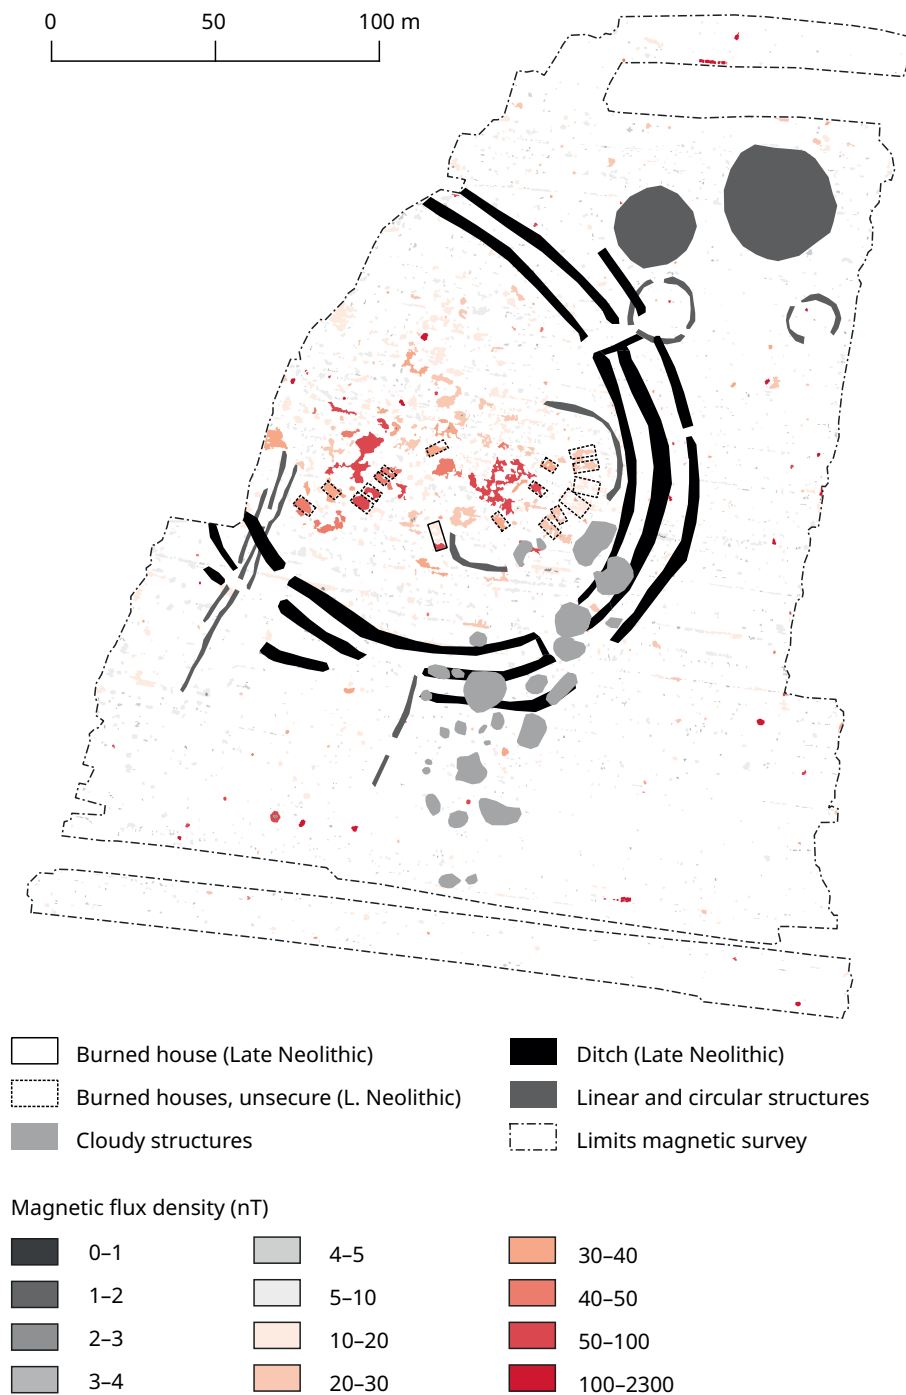 0 50 100 m
Burned house (Late Neolithic)
Burned houses, unsecure (L. Neolithic)
Cloudy structures
Ditch (Late Neolithic)
Linear and circular structures
Limits magnetic survey
Magnetic flux density (nT)
0–1
1–2
2–3
3–4
4–5
5–10
10–20
20–30
30–40
40–50
50–100
100–2300